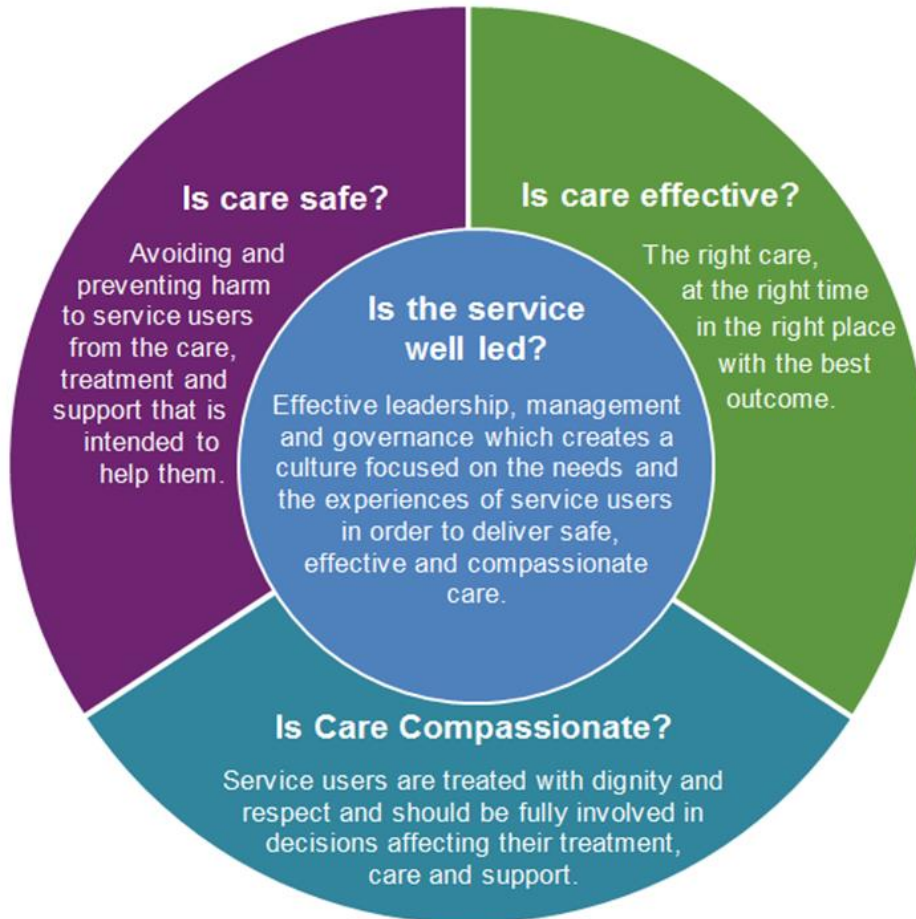 Is care safe?
Avoiding and
preventing harm
to service users
from the care,
treatment and
support that is
intended to
help them.
Is care effective?
The right care,
at the right time
in the right place
with the best
outcome.
Is the service
well led?
Effective leadership, management
and governance which creates a
culture focused on the needs and
the experiences of service users
in order to deliver safe,
effective and compassionate
care.
Is Care Compassionate?
Service users are treated with dignity and
respect and should be fully involved in
decisions affecting their treatment,
care and support.